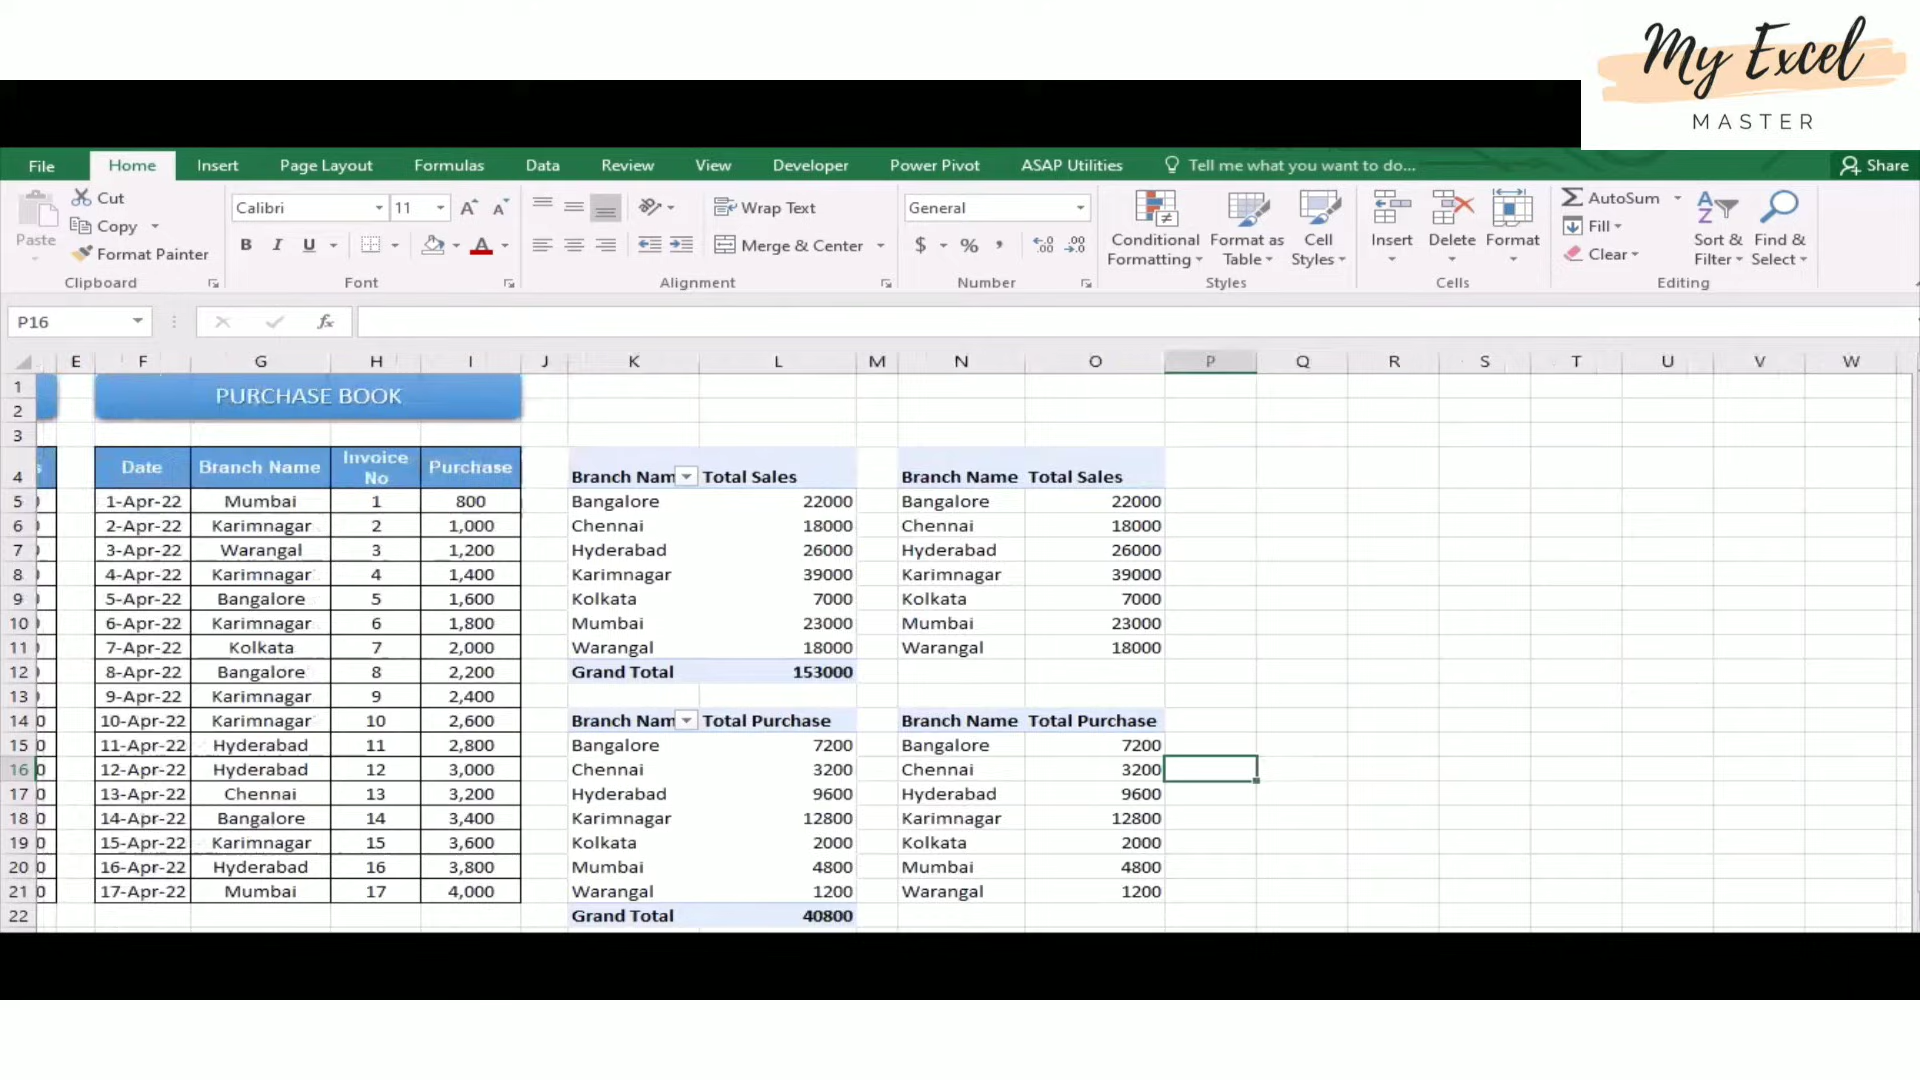 My Excel
MASTER
File Home Insert Page Layout Formulas Data Review View Developer Power Pivot ASAP Utilities Tell me what you want to do... Share
Cut
Copy
Format Painter
Paste
Clipboard
Calibri 11
B I U
Font
Wrap Text
Merge & Center
Alignment
General
$ % ,
Number
Conditional Formatting
Format as Table
Cell Styles
Styles
Insert Delete Format
Cells
AutoSum
Fill
Clear
Sort & Filter
Find & Select
Editing
P16 fx
E F G H I J K L M N O P Q R S T U V W
1 PURCHASE BOOK
2
3
4 Date Branch Name Invoice No Purchase Branch Nam Total Sales Branch Name Total Sales
5 1-Apr-22 Mumbai 1 800 Bangalore 22000 Bangalore 22000
6 2-Apr-22 Karimnagar 2 1,000 Chennai 18000 Chennai 18000
7 3-Apr-22 Warangal 3 1,200 Hyderabad 26000 Hyderabad 26000
8 4-Apr-22 Karimnagar 4 1,400 Karimnagar 39000 Karimnagar 39000
9 5-Apr-22 Bangalore 5 1,600 Kolkata 7000 Kolkata 7000
10 6-Apr-22 Karimnagar 6 1,800 Mumbai 23000 Mumbai 23000
11 7-Apr-22 Kolkata 7 2,000 Warangal 18000 Warangal 18000
12 8-Apr-22 Bangalore 8 2,200 Grand Total 153000
13 9-Apr-22 Karimnagar 9 2,400
14 0 10-Apr-22 Karimnagar 10 2,600 Branch Nam Total Purchase Branch Name Total Purchase
15 0 11-Apr-22 Hyderabad 11 2,800 Bangalore 7200 Bangalore 7200
16 0 12-Apr-22 Hyderabad 12 3,000 Chennai 3200 Chennai 3200
17 0 13-Apr-22 Chennai 13 3,200 Hyderabad 9600 Hyderabad 9600
18 0 14-Apr-22 Bangalore 14 3,400 Karimnagar 12800 Karimnagar 12800
19 0 15-Apr-22 Karimnagar 15 3,600 Kolkata 2000 Kolkata 2000
20 0 16-Apr-22 Hyderabad 16 3,800 Mumbai 4800 Mumbai 4800
21 0 17-Apr-22 Mumbai 17 4,000 Warangal 1200 Warangal 1200
22 Grand Total 40800